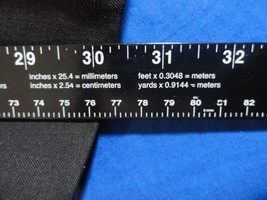 29 30 31 32
inches x 25.4 = millimeters feet x 0.3048 = meters
inches x 2.54 = centimeters yards x 0.9144 = meters
73 74 75 76 77 78 79 80 81 82